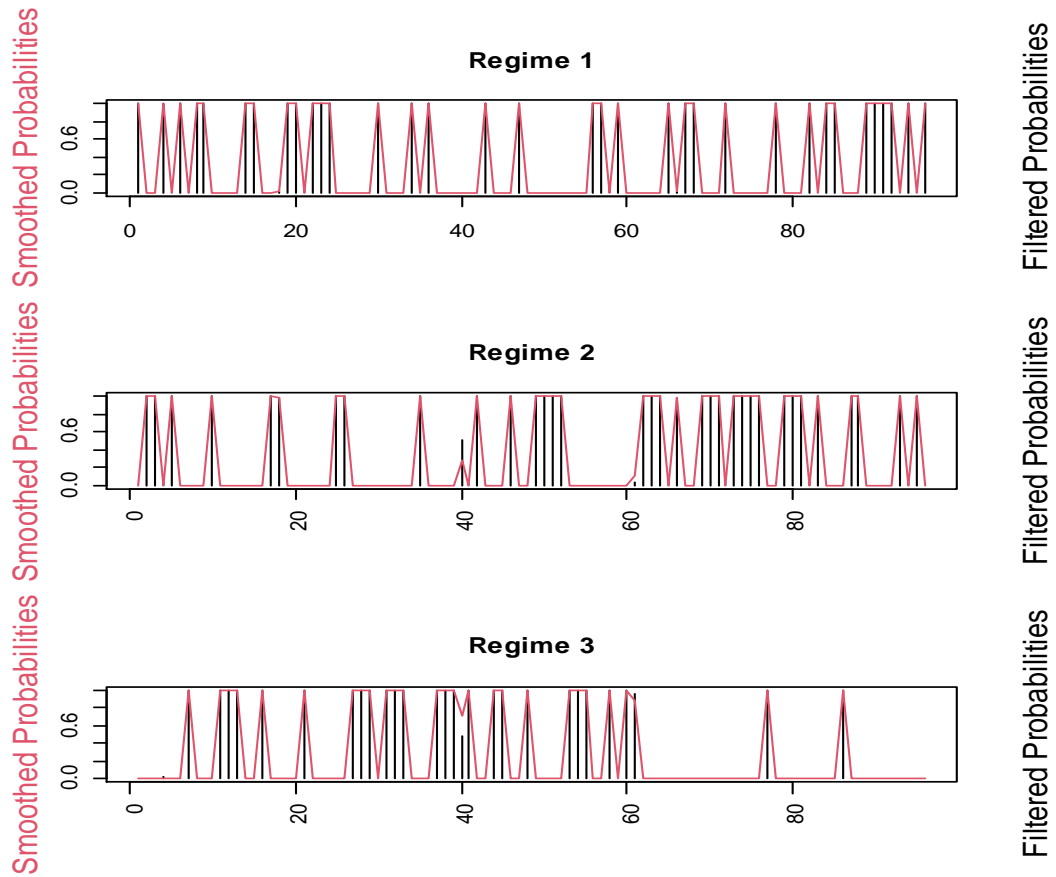 Regime 1
Smoothed Probabilities
0.0 0.6
0 20 40 60 80
Filtered Probabilities
Regime 2
Smoothed Probabilities
0.0 0.6
0 20 40 60 80
Filtered Probabilities
Regime 3
Smoothed Probabilities
0.0 0.6
0 20 40 60 80
Filtered Probabilities